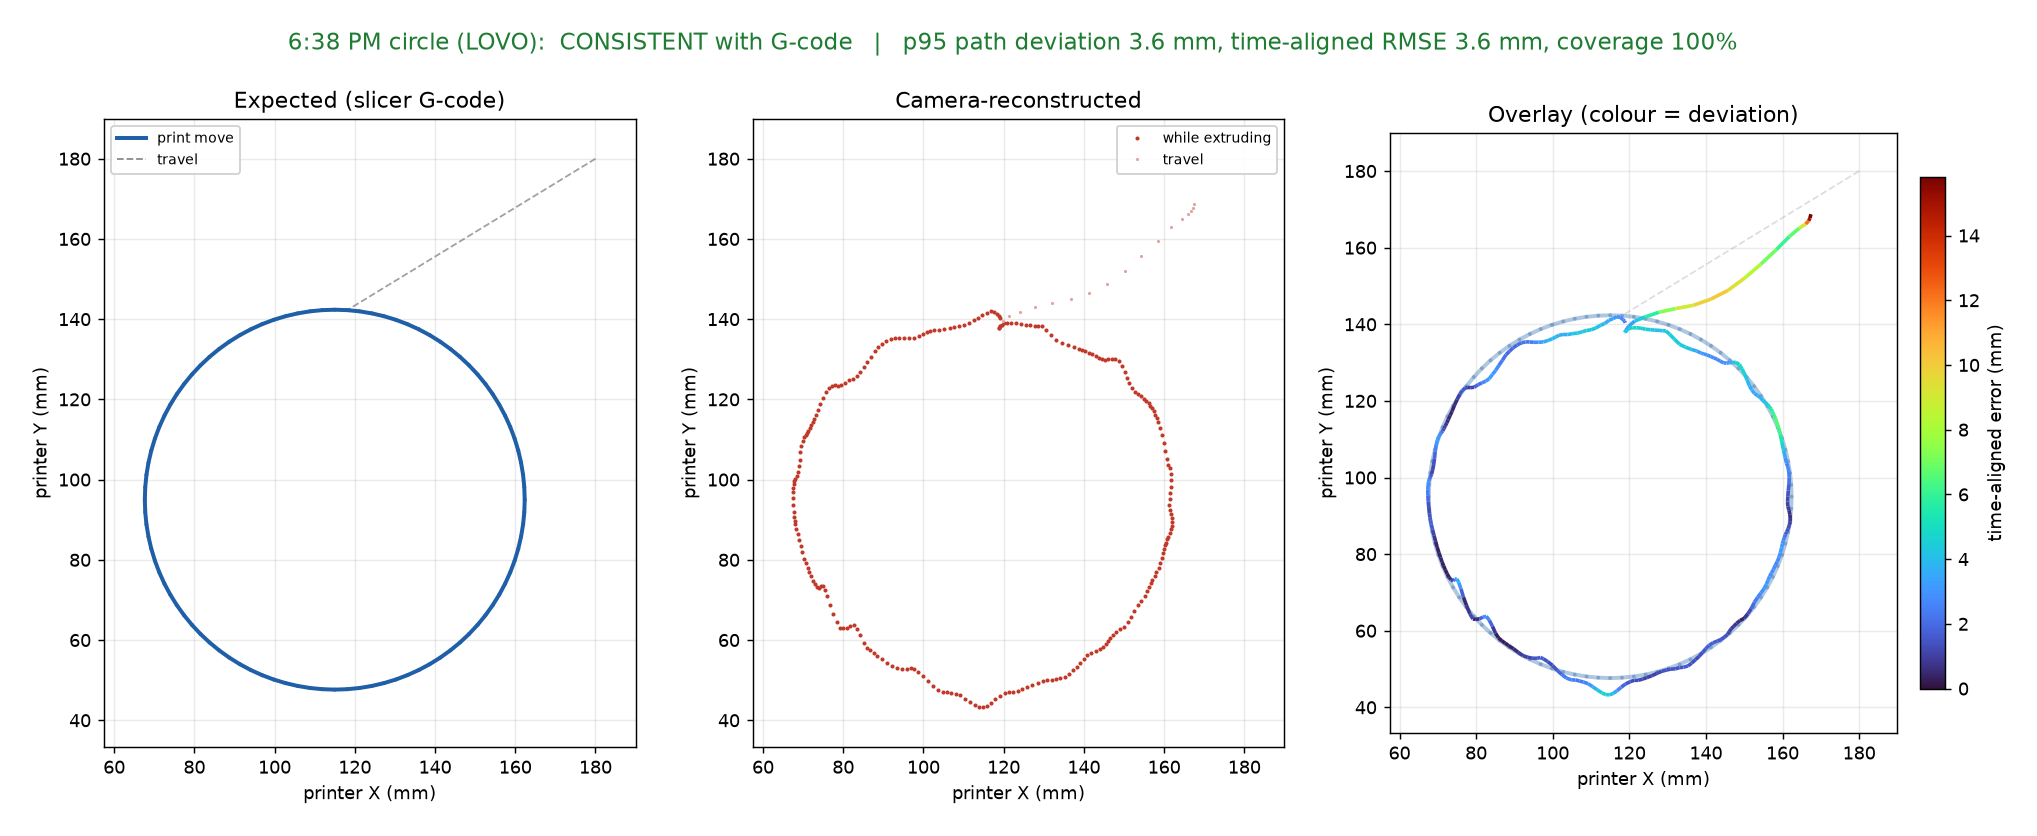 6:38 PM circle (LOVO):  CONSISTENT with G-code   |   p95 path deviation 3.6 mm, time-aligned RMSE 3.6 mm, coverage 100%
Expected (slicer G-code)
print move
travel
180
160
140
120
100
80
60
40
60 80 100 120 140 160 180
printer X (mm)
printer Y (mm)
Camera-reconstructed
while extruding
travel
180
160
140
120
100
80
60
40
60 80 100 120 140 160 180
printer X (mm)
printer Y (mm)
Overlay (colour = deviation)
180
160
140
120
100
80
60
40
60 80 100 120 140 160 180
printer X (mm)
printer Y (mm)
14
12
10
8
6
4
2
0
time-aligned error (mm)